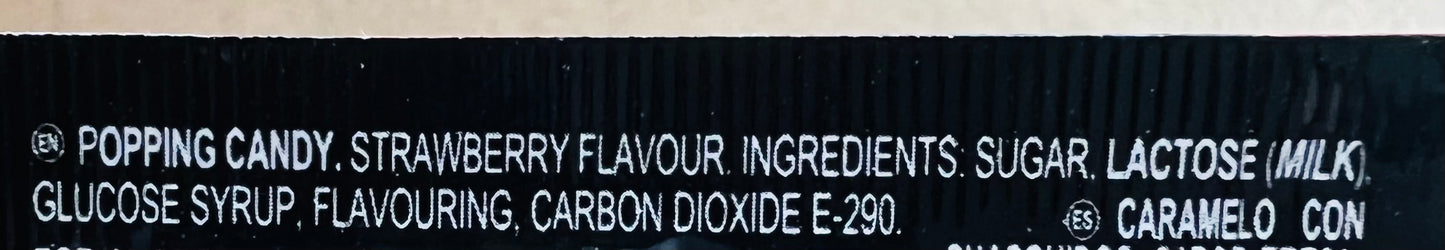 EN POPPING CANDY. STRAWBERRY FLAVOUR. INGREDIENTS: SUGAR, LACTOSE (MILK),
GLUCOSE SYRUP, FLAVOURING, CARBON DIOXIDE E-290. ES CARAMELO CON